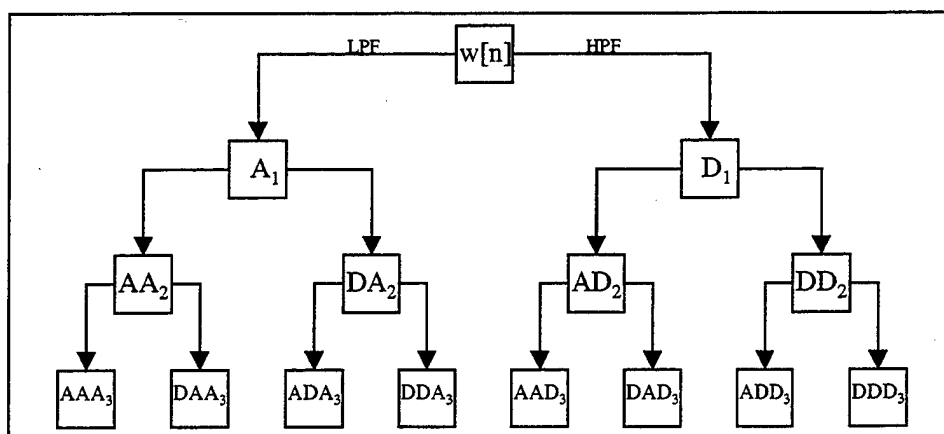 LPF w[n] HPF
A₁ D₁
AA₂ DA₂ AD₂ DD₂
AAA₃ DAA₃ ADA₃ DDA₃ AAD₃ DAD₃ ADD₃ DDD₃